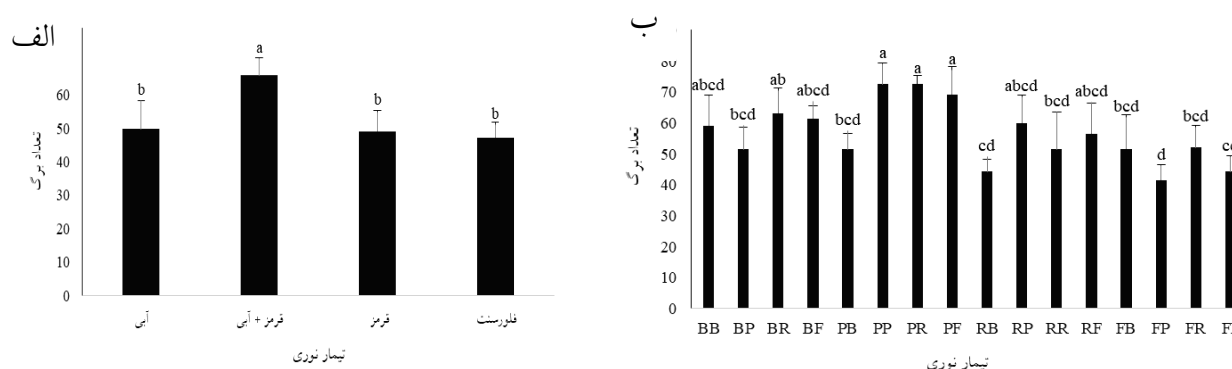 الف
a
b
b
b
60
50
40
30
20
10
0
تعداد برگ
آبی
قرمز + آبی
قرمز
فلورسنت
تیمار نوری
ب
abcd
bcd
ab
abcd
bcd
a
a
a
cd
abcd
bcd
abcd
bcd
d
bcd
80
70
60
50
40
30
20
10
0
تعداد برگ
BB BP BR BF PB PP PR PF RB RP RR RF FB FP FR
تیمار نوری